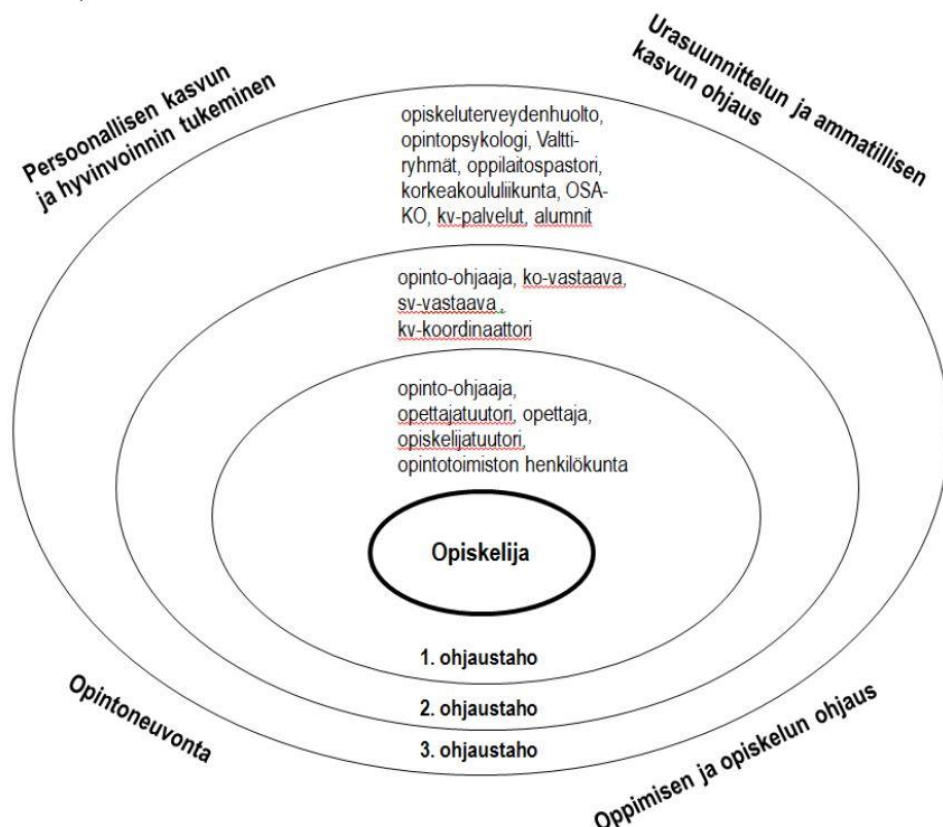 Persoonallisen kasvun
ja hyvinvoinnin tukeminen
Urasuunnittelun ja ammatillisen
kasvun ohjaus
opiskeluterveydenhuolto,
opintopsykologi, Valtti-
ryhmät, oppilaitospastori,
korkeakoululiikunta, OSA-
KO, kv-palvelut, alumnit
opinto-ohjaaja, ko-vastaava,
sv-vastaava ,
kv-koordinaattori
opinto-ohjaaja,
opettajatuutori, opettaja,
opiskelijatuutori,
opintotoimiston henkilökunta
Opiskelija
1. ohjaustaho
2. ohjaustaho
3. ohjaustaho
Opintoneuvonta
Oppimisen ja opiskelun ohjaus